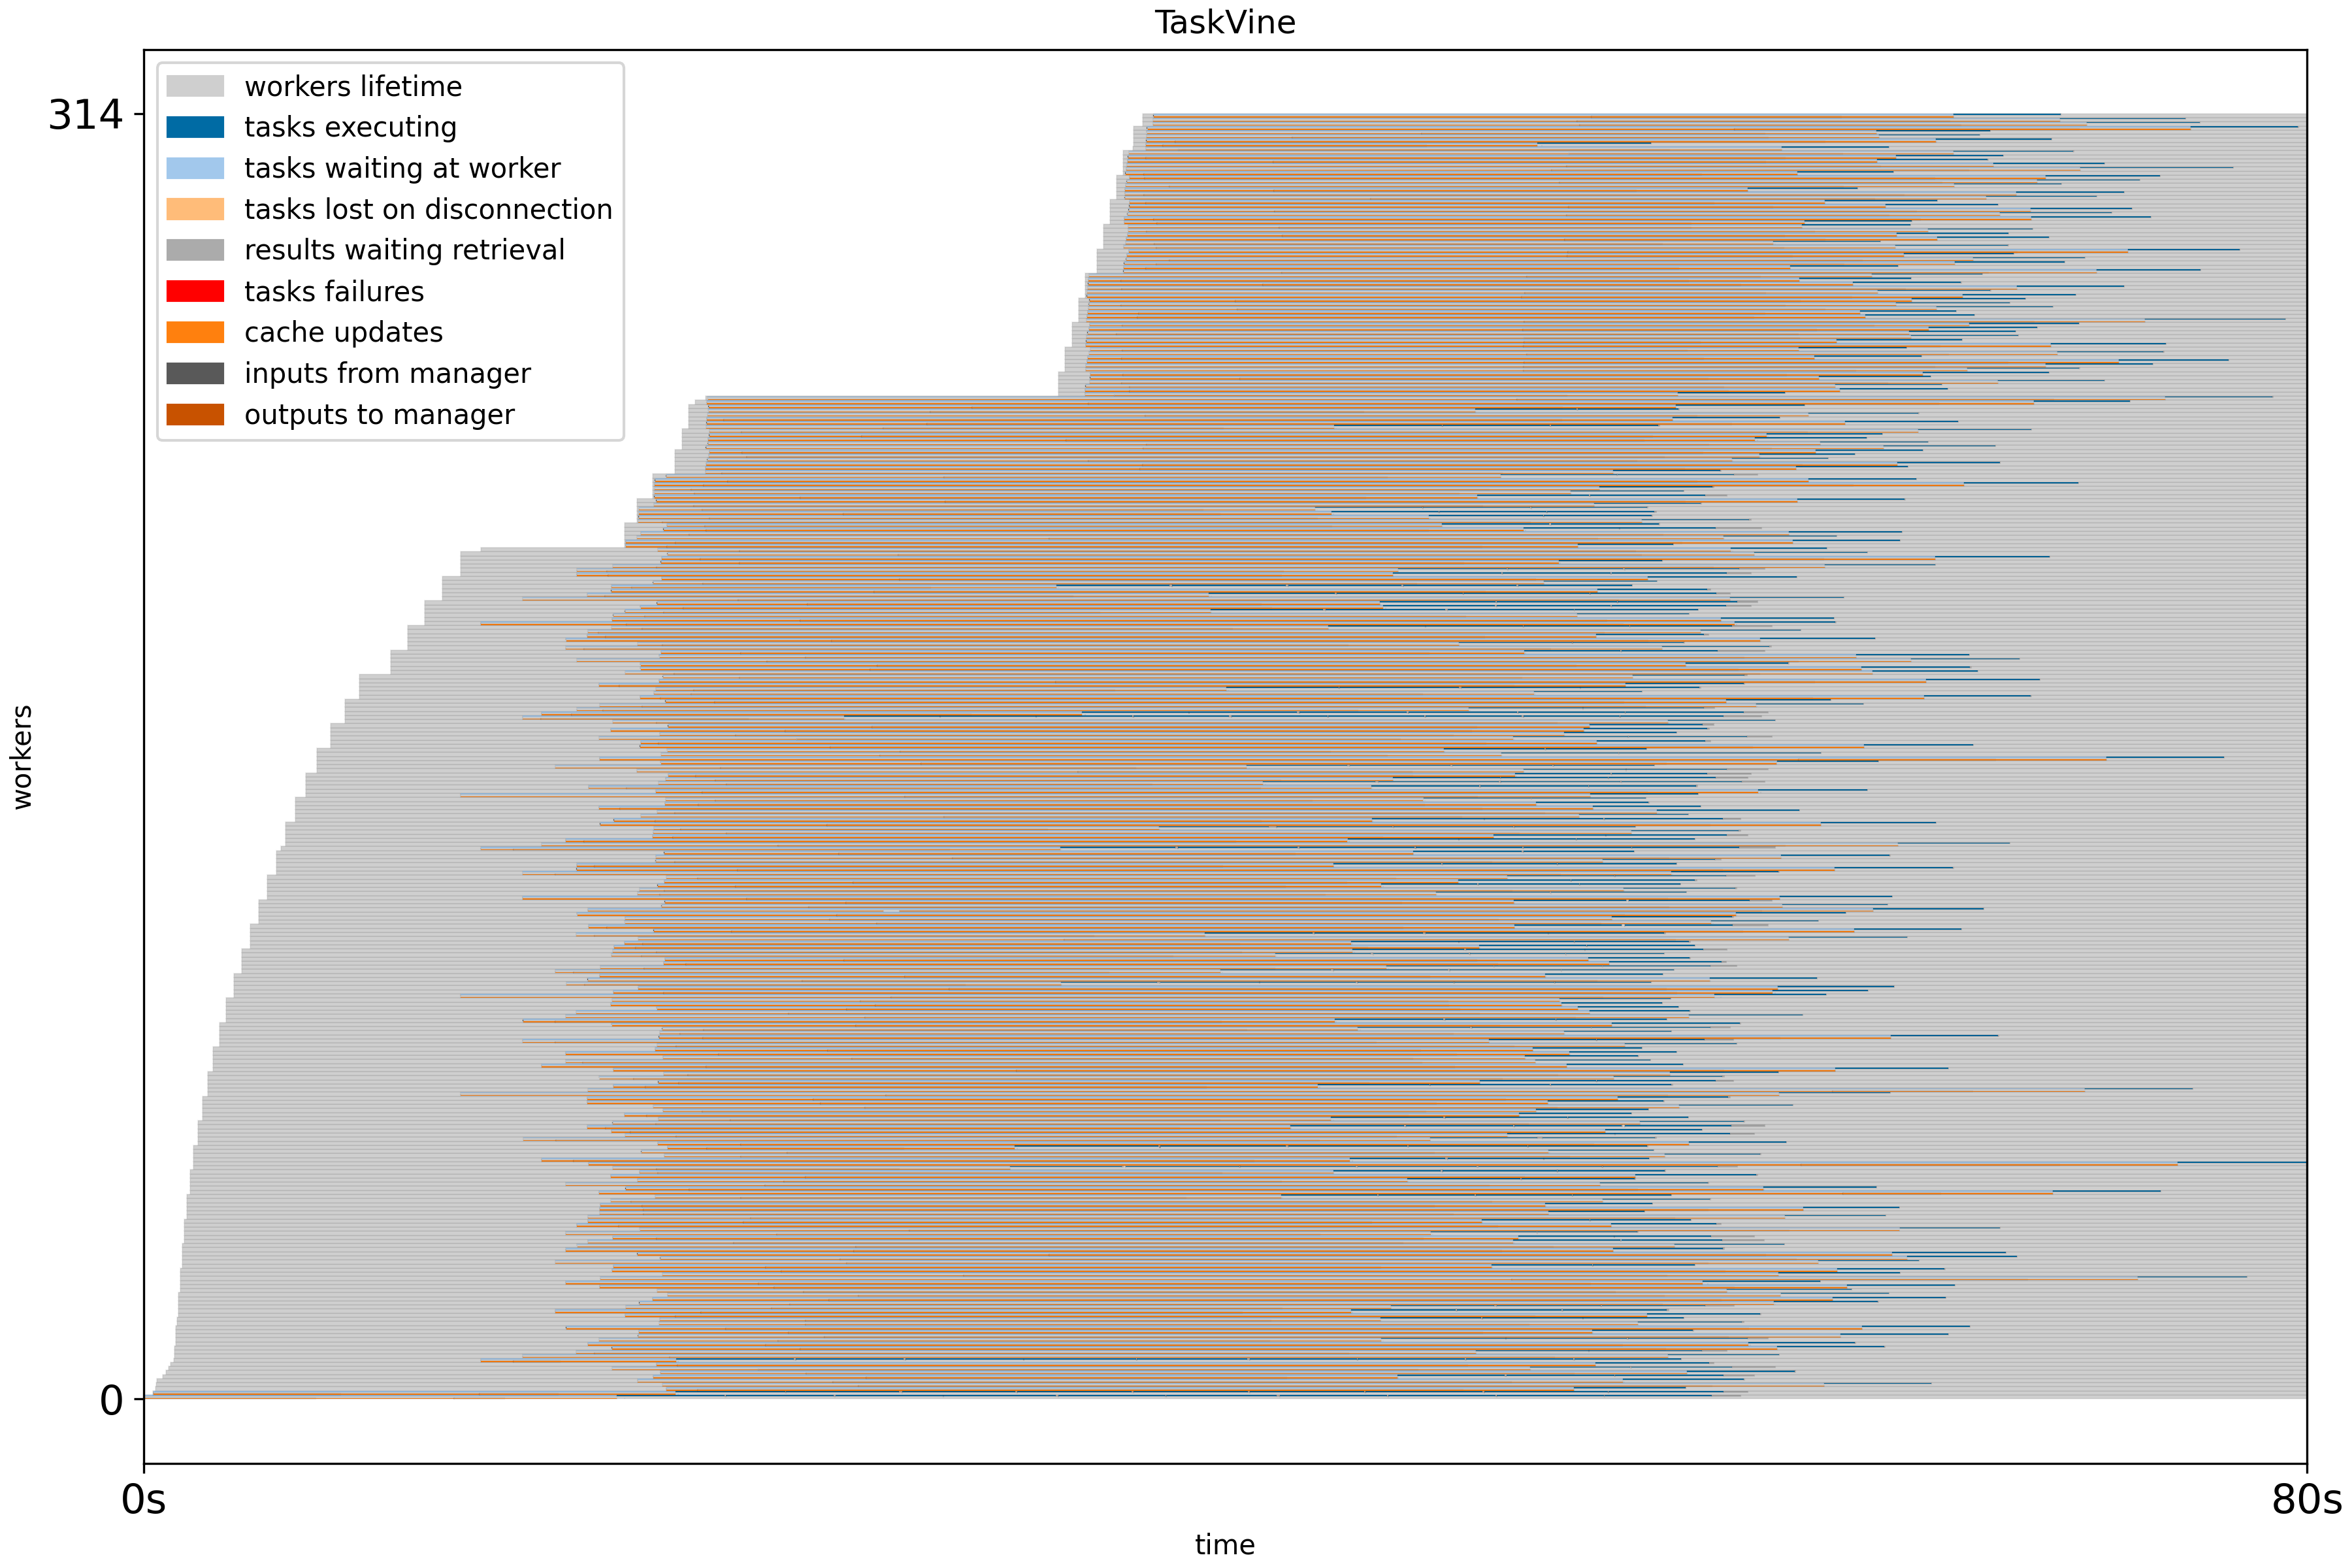 TaskVine
314
workers lifetime
tasks executing
tasks waiting at worker
tasks lost on disconnection
results waiting retrieval
tasks failures
cache updates
inputs from manager
outputs to manager
workers
0
0s
80s
time